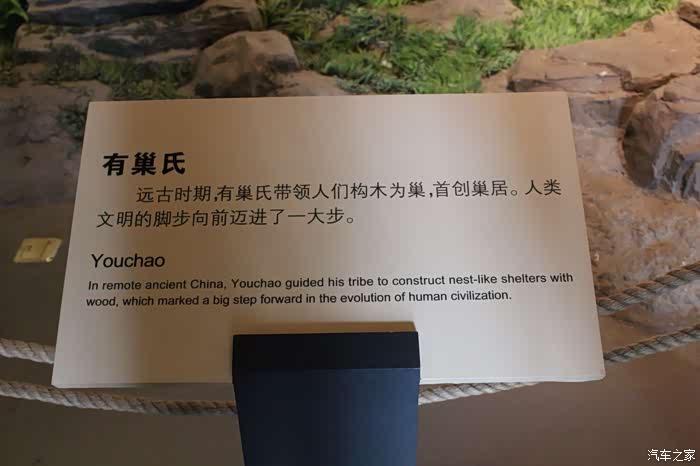 有巢氏
远古时期,有巢氏带领人们构木为巢,首创巢居。人类
文明的脚步向前迈进了一大步。
Youchao
In remote ancient China, Youchao guided his tribe to construct nest-like shelters with
wood, which marked a big step forward in the evolution of human civilization.
汽车之家